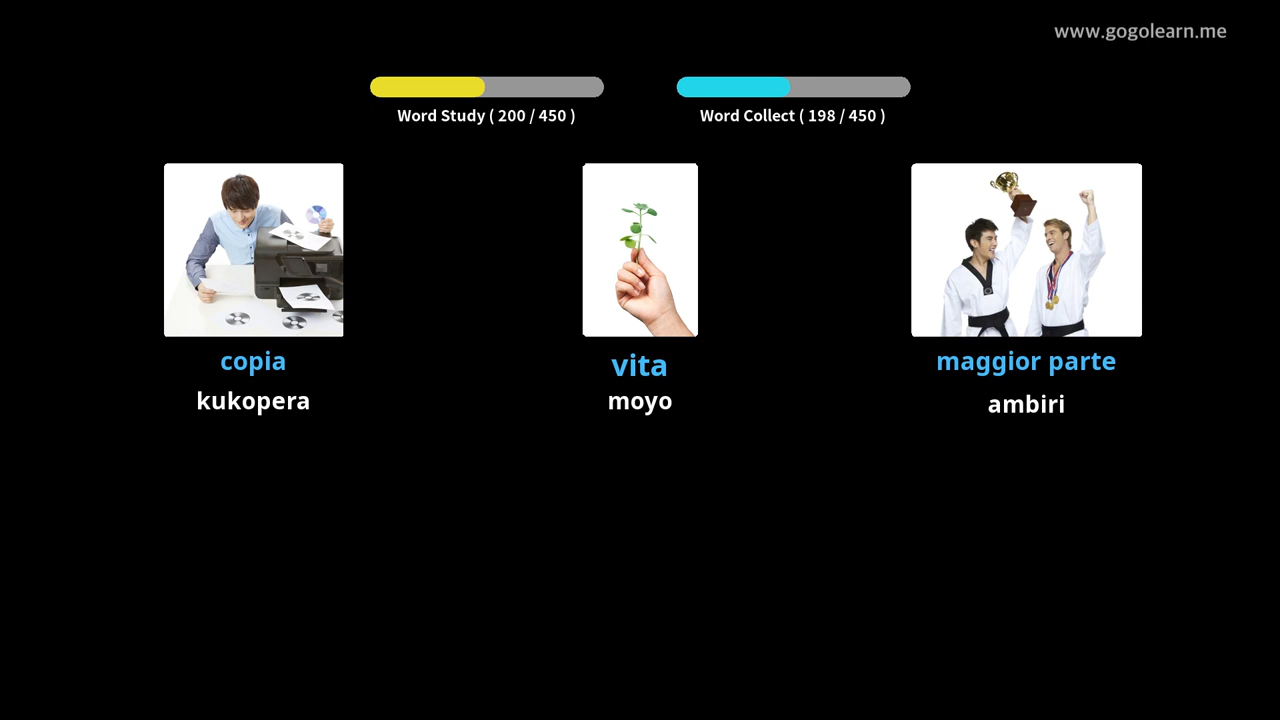 www.gogolearn.me
Word Study ( 200 / 450 )
Word Collect ( 198 / 450 )
copia
kukopera
vita
moyo
maggior parte
ambiri